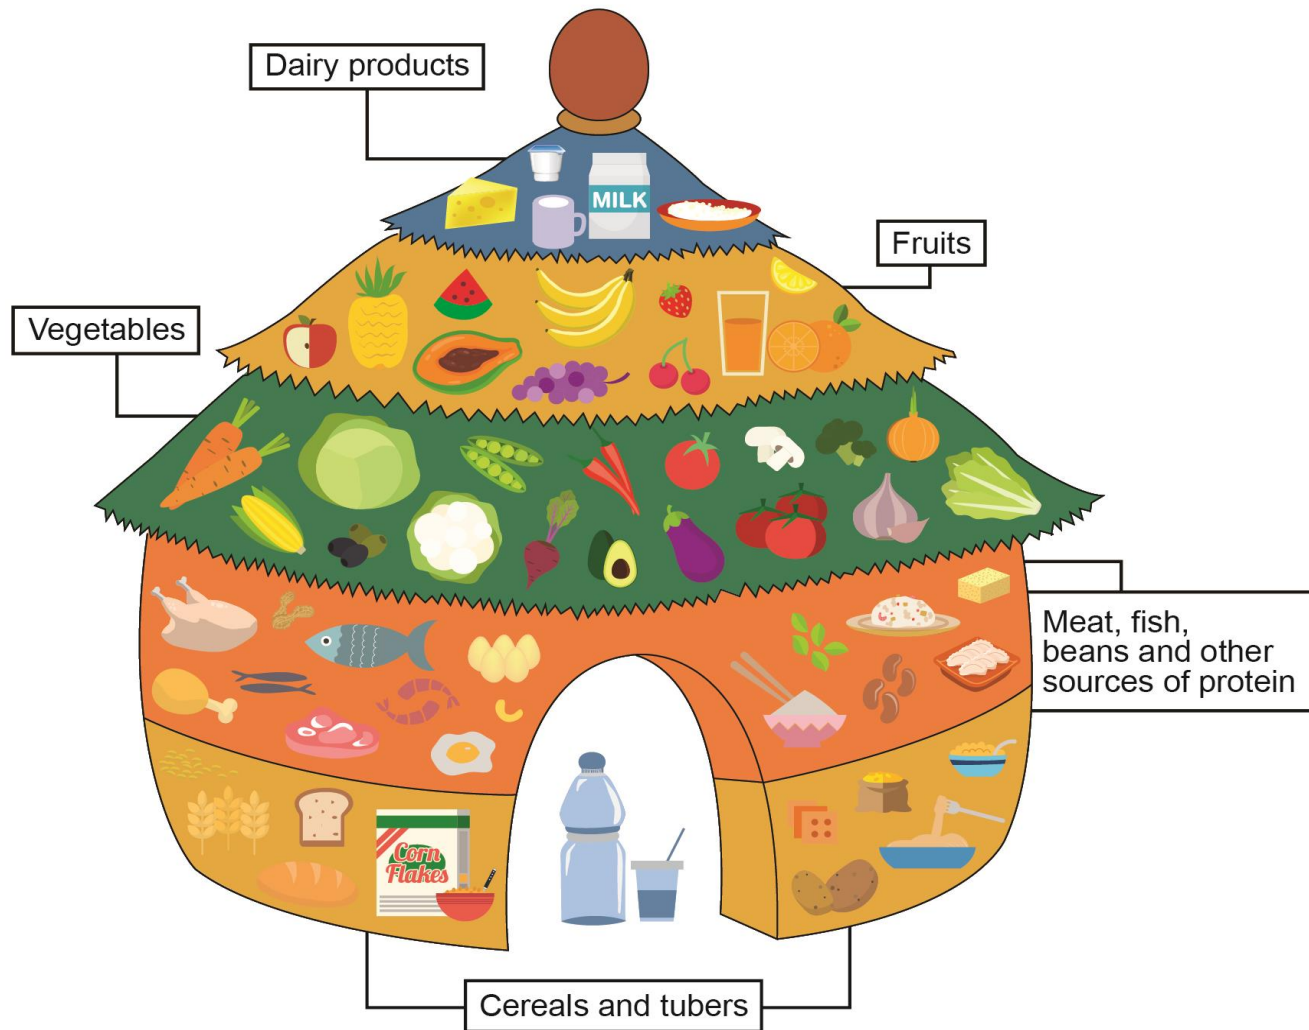 Dairy products
MILK
Fruits
Vegetables
Meat, fish,
beans and other
sources of protein
Corn
Flakes
Cereals and tubers